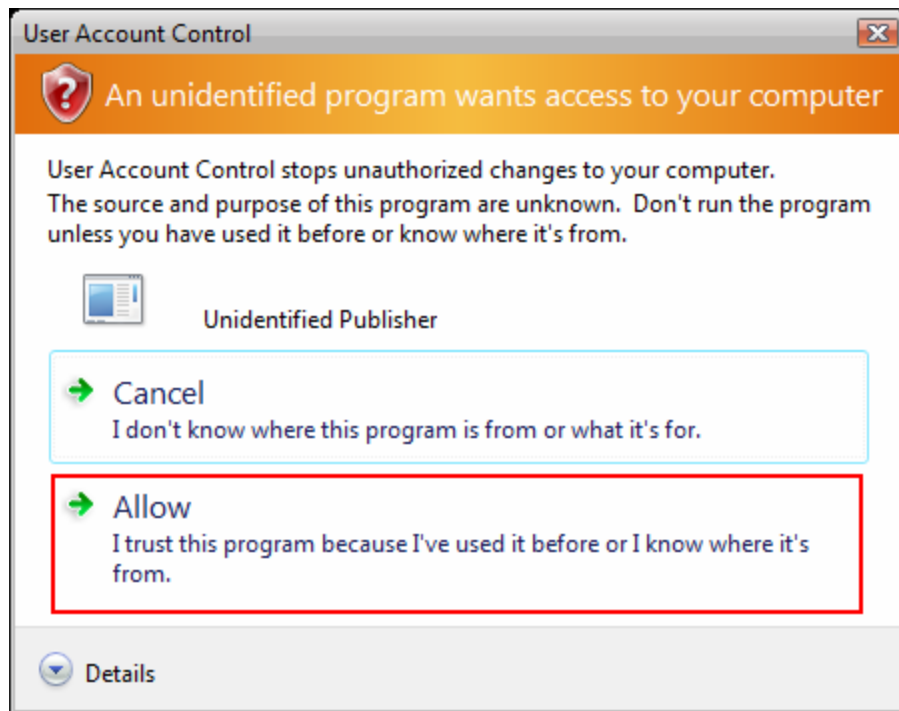 User Account Control
An unidentified program wants access to your computer
User Account Control stops unauthorized changes to your computer.
The source and purpose of this program are unknown.  Don't run the program
unless you have used it before or know where it's from.
Unidentified Publisher
Cancel
I don't know where this program is from or what it's for.
Allow
I trust this program because I've used it before or I know where it's
from.
Details